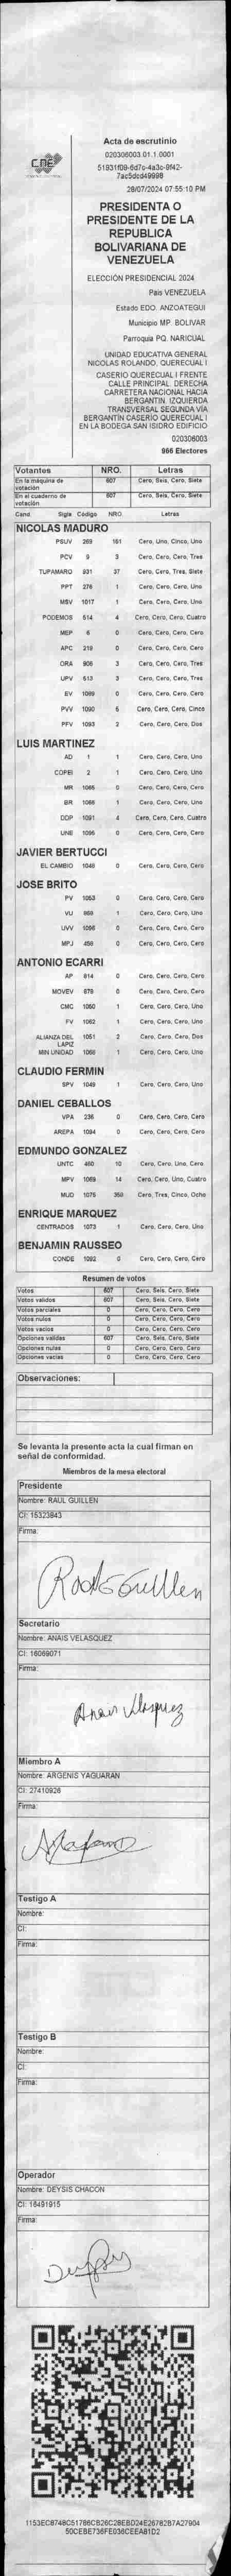 CNE
Acta de escrutinio
020306003.01.1.0001
28/07/2024 07:55:10 PM
PRESIDENTA O
PRESIDENTE DE LA
REPUBLICA
BOLIVARIANA DE
VENEZUELA
ELECCIÓN PRESIDENCIAL 2024
País VENEZUELA
Estado EDO. ANZOATEGUI
Municipio MP. BOLIVAR
Parroquia PQ. NARICUAL
UNIDAD EDUCATIVA GENERAL
NICOLAS ROLANDO. QUERECUAL I
CASERIO QUERECUAL I FRENTE
CALLE PRINCIPAL. DERECHA
CARRETERA NACIONAL HACIA
BERGANTIN. IZQUIERDA
TRANSVERSAL SEGUNDA VÍA
BERGANTÍN CASERIO QUERECUAL I
EN LA BODEGA SAN ISIDRO EDIFICIO
020306003
966 Electores
Votantes NRO. Letras
En la máquina de votación 607 Cero, Seis, Cero, Siete
En el cuaderno de votación 607 Cero, Seis, Cero, Siete
Cand Sigla Código NRO. Letras
NICOLAS MADURO
PSUV 269 151 Cero, Uno, Cinco, Uno
PCV 9 3 Cero, Cero, Cero, Tres
TUPAMARO 931 37 Cero, Cero, Tres, Siete
PPT 276 1 Cero, Cero, Cero, Uno
MSV 1017 1 Cero, Cero, Cero, Uno
PODEMOS 514 4 Cero, Cero, Cero, Cuatro
MEP 6 0 Cero, Cero, Cero, Cero
APC 219 0 Cero, Cero, Cero, Cero
ORA 906 3 Cero, Cero, Cero, Tres
UPV 613 3 Cero, Cero, Cero, Tres
EV 1089 0 Cero, Cero, Cero, Cero
PVV 1090 5 Cero, Cero, Cero, Cinco
PFV 1093 2 Cero, Cero, Cero, Dos
LUIS MARTINEZ
AD 1 1 Cero, Cero, Cero, Uno
COPEI 2 1 Cero, Cero, Cero, Uno
MR 1065 0 Cero, Cero, Cero, Cero
BR 1066 1 Cero, Cero, Cero, Uno
DDP 1091 4 Cero, Cero, Cero, Cuatro
UNE 1096 0 Cero, Cero, Cero, Cero
JAVIER BERTUCCI
EL CAMBIO 1049 0 Cero, Cero, Cero, Cero
JOSE BRITO
PV 1053 0 Cero, Cero, Cero, Cero
VU 869 1 Cero, Cero, Cero, Uno
UVV 1095 0 Cero, Cero, Cero, Cero
MPJ 456 0 Cero, Cero, Cero, Cero
ANTONIO ECARRI
AP 814 0 Cero, Cero, Cero, Cero
MOVEV 879 0 Cero, Cero, Cero, Cero
CMC 1060 1 Cero, Cero, Cero, Uno
FV 1062 1 Cero, Cero, Cero, Uno
ALIANZA DEL LAPIZ 1051 2 Cero, Cero, Cero, Dos
MIN UNIDAD 1068 1 Cero, Cero, Cero, Uno
CLAUDIO FERMIN
SPV 1048 1 Cero, Cero, Cero, Uno
DANIEL CEBALLOS
VPA 236 0 Cero, Cero, Cero, Cero
AREPA 1094 0 Cero, Cero, Cero, Cero
EDMUNDO GONZALEZ
UNTC 460 10 Cero, Cero, Uno, Cero
MPV 1069 14 Cero, Cero, Uno, Cuatro
MUD 1075 358 Cero, Tres, Cinco, Ocho
ENRIQUE MARQUEZ
CENTRADOS 1073 1 Cero, Cero, Cero, Uno
BENJAMIN RAUSSEO
CONDE 1092 0 Cero, Cero, Cero, Cero
Resumen de votos
Votos 607 Cero, Seis, Cero, Siete
Votos validos 607 Cero, Seis, Cero, Siete
Votos parciales 0 Cero, Cero, Cero, Cero
Votos nulos 0 Cero, Cero, Cero, Cero
Votos vacios 0 Cero, Cero, Cero, Cero
Opciones validas 607 Cero, Seis, Cero, Siete
Opciones nulas 0 Cero, Cero, Cero, Cero
Opciones vacias 0 Cero, Cero, Cero, Cero
Observaciones:
Se levanta la presente acta la cual firman en
señal de conformidad.
Miembros de la mesa electoral
Presidente
Nombre: RAUL GUILLEN
CI: 15323843
Firma:
Secretario
Nombre: ANAIS VELASQUEZ
CI: 16069071
Firma:
Miembro A
Nombre: ARGENIS YAGUARAN
CI: 27410926
Firma:
Testigo A
Nombre:
CI:
Firma:
Testigo B
Nombre:
CI:
Firma:
Operador
Nombre: DEYSIS CHACON
CI: 16491915
Firma: